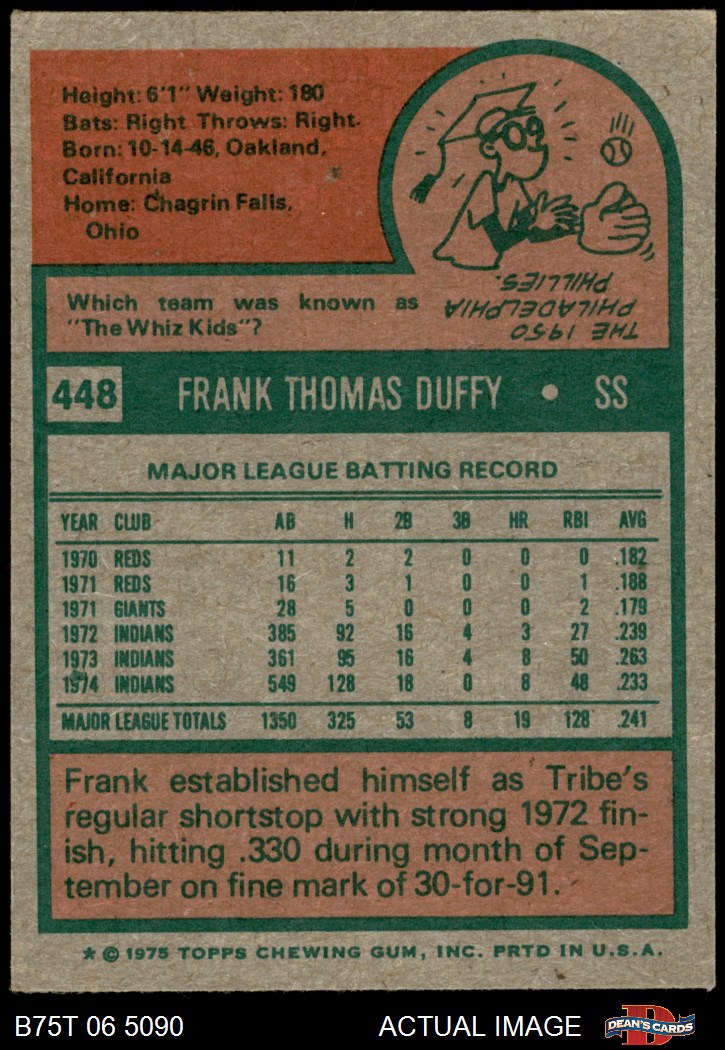 Height: 6'1" Weight: 180
Bats: Right Throws: Right
Born: 10-14-46, Oakland,
California
Home: Chagrin Falls,
Ohio
Which team was known as
"The Whiz Kids"?
THE 1950
PHILADELPHIA
PHILLIES.
448 FRANK THOMAS DUFFY • SS
MAJOR LEAGUE BATTING RECORD
YEAR CLUB AB H 2B 3B HR RBI AVG
1970 REDS 11 2 2 0 0 0 .182
1971 REDS 16 3 1 0 0 1 .188
1971 GIANTS 28 5 0 0 0 2 .179
1972 INDIANS 385 92 16 4 3 27 .239
1973 INDIANS 361 95 16 4 8 50 .263
1974 INDIANS 549 128 18 0 8 48 .233
MAJOR LEAGUE TOTALS 1350 325 53 8 19 128 .241
Frank established himself as Tribe's
regular shortstop with strong 1972 fin-
ish, hitting .330 during month of Sep-
tember on fine mark of 30-for-91.
* © 1975 TOPPS CHEWING GUM, INC. PRTD IN U.S.A.
B75T 06 5090 ACTUAL IMAGE
D
DEAN'S CARDS